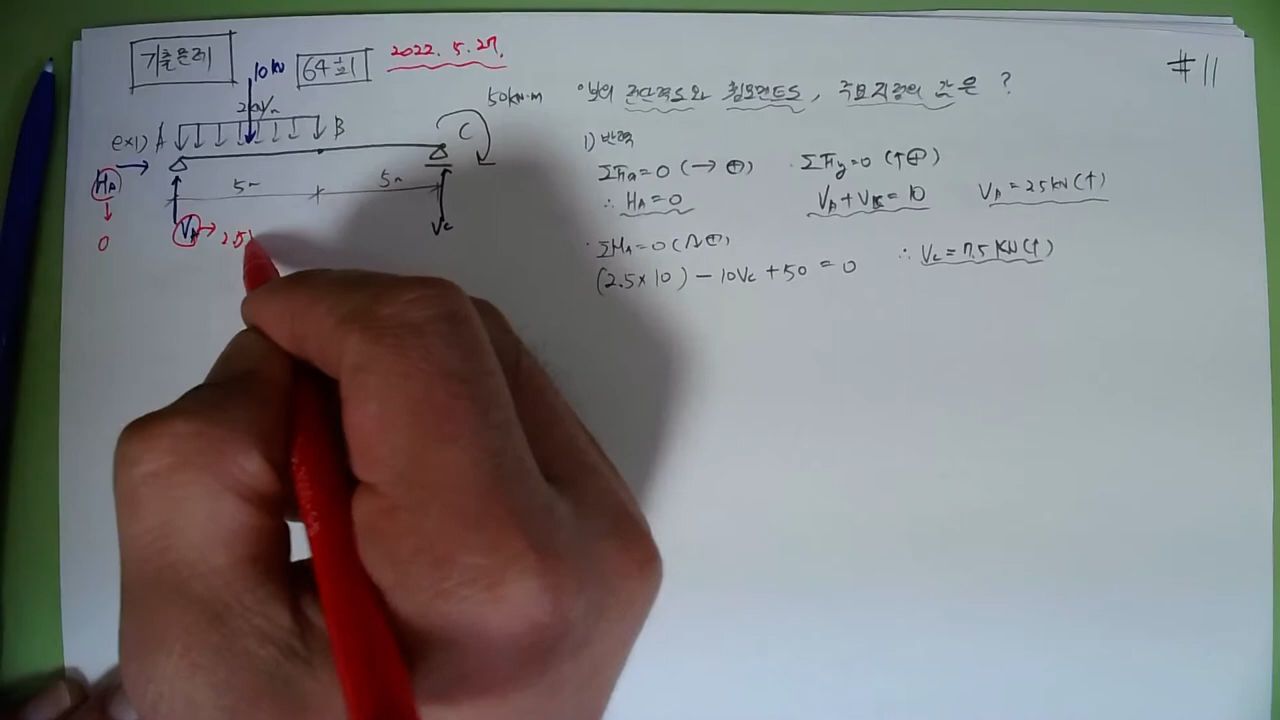 기출문제
64회
2022. 5. 27.
#11
10kN
2kN/m
50kN·m
ex1) A
B
C
보의 전단력도와 휨모멘트도, 주요지점의 값은?
HA
0
5m
5m
VA → 2.5
Vc
1) 반력
ΣFx=0 (→ ⊕)
∴ HA=0
ΣFy=0 (↑⊕)
VA + Vc = 10
VA = 2.5kN(↑)
ΣMA=0 (↷⊕)
(2.5×10) - 10Vc + 50 = 0
∴ Vc = 7.5KN(↑)